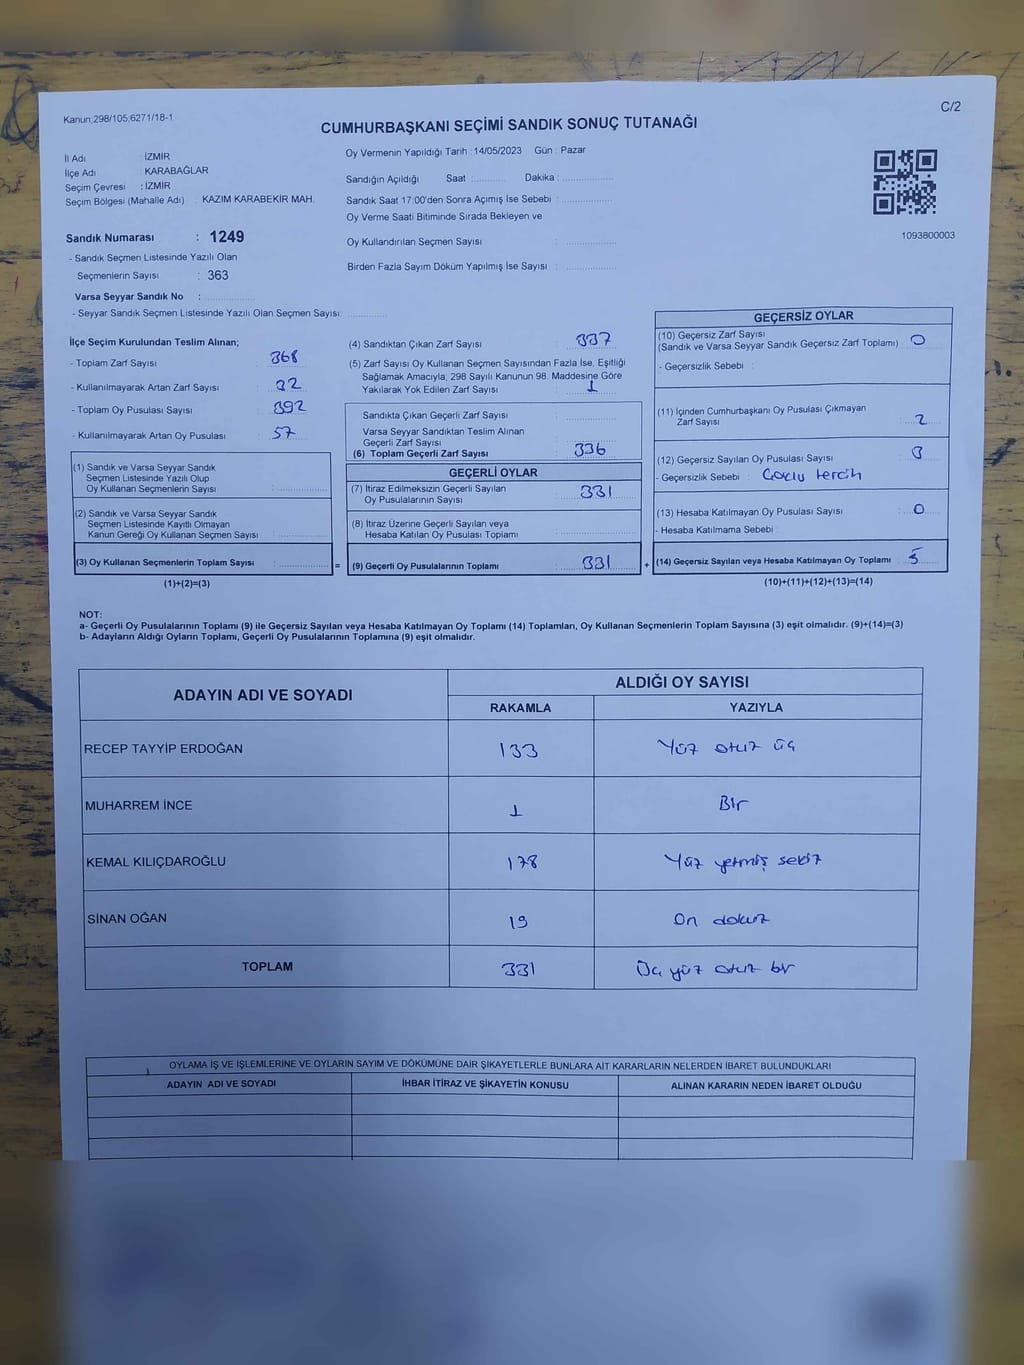 C/2
Kanun:298/105;6271/18-1
CUMHURBAŞKANI SEÇİMİ SANDIK SONUÇ TUTANAĞI
İl Adı : İZMİR
İlçe Adı : KARABAĞLAR
Seçim Çevresi : İZMİR
Seçim Bölgesi (Mahalle Adı) : KAZIM KARABEKİR MAH.
Sandık Numarası : 1249
- Sandık Seçmen Listesinde Yazılı Olan
Seçmenlerin Sayısı : 363
Varsa Seyyar Sandık No :
- Seyyar Sandık Seçmen Listesinde Yazılı Olan Seçmen Sayısı:
Oy Vermenin Yapıldığı Tarih :14/05/2023 Gün : Pazar
Sandığın Açıldığı Saat : Dakika :
Sandık Saat 17:00'den Sonra Açımış İse Sebebi :
Oy Verme Saati Bitiminde Sırada Bekleyen ve
Oy Kullandırılan Seçmen Sayısı :
Birden Fazla Sayım Döküm Yapılmış İse Sayısı :
1093800003
İlçe Seçim Kurulundan Teslim Alınan;
- Toplam Zarf Sayısı : 368
- Kullanılmayarak Artan Zarf Sayısı : 32
- Toplam Oy Pusulası Sayısı : 392
- Kullanılmayarak Artan Oy Pusulası : 57
(1) Sandık ve Varsa Seyyar Sandık
Seçmen Listesinde Yazılı Olup
Oy Kullanan Seçmenlerin Sayısı :
(2) Sandık ve Varsa Seyyar Sandık
Seçmen Listesinde Kayıtlı Olmayan
Kanun Gereği Oy Kullanan Seçmen Sayısı :
(3) Oy Kullanan Seçmenlerin Toplam Sayısı : =
(1)+(2)=(3)
(4) Sandıktan Çıkan Zarf Sayısı : 337
(5) Zarf Sayısı Oy Kullanan Seçmen Sayısından Fazla İse, Eşitliği
Sağlamak Amacıyla; 298 Sayılı Kanunun 98. Maddesine Göre
Yakılarak Yok Edilen Zarf Sayısı : 1
Sandıkta Çıkan Geçerli Zarf Sayısı :
Varsa Seyyar Sandıktan Teslim Alınan
Geçerli Zarf Sayısı :
(6) Toplam Geçerli Zarf Sayısı : 336
GEÇERLİ OYLAR
(7) İtiraz Edilmeksizin Geçerli Sayılan
Oy Pusulalarının Sayısı : 331
(8) İtiraz Üzerine Geçerli Sayılan veya
Hesaba Katılan Oy Pusulası Toplamı :
(9) Geçerli Oy Pusulalarının Toplamı : 331 +
GEÇERSİZ OYLAR
(10) Geçersiz Zarf Sayısı
(Sandık ve Varsa Seyyar Sandık Geçersiz Zarf Toplamı) : 0
- Geçersizlik Sebebi :
(11) İçinden Cumhurbaşkanı Oy Pusulası Çıkmayan
Zarf Sayısı : 2
(12) Geçersiz Sayılan Oy Pusulası Sayısı : 3
- Geçersizlik Sebebi : Çoklu tercih
(13) Hesaba Katılmayan Oy Pusulası Sayısı : 0
- Hesaba Katılmama Sebebi :
(14) Geçersiz Sayılan veya Hesaba Katılmayan Oy Toplamı : 5
(10)+(11)+(12)+(13)=(14)
NOT:
a- Geçerli Oy Pusulalarının Toplamı (9) ile Geçersiz Sayılan veya Hesaba Katılmayan Oy Toplamı (14) Toplamları, Oy Kullanan Seçmenlerin Toplam Sayısına (3) eşit olmalıdır. (9)+(14)=(3)
b- Adayların Aldığı Oyların Toplamı, Geçerli Oy Pusulalarının Toplamına (9) eşit olmalıdır.
ADAYIN ADI VE SOYADI ALDIĞI OY SAYISI
RAKAMLA YAZIYLA
RECEP TAYYİP ERDOĞAN 133 Yüz otuz üç
MUHARREM İNCE 1 Bir
KEMAL KILIÇDAROĞLU 178 Yüz yetmiş sekiz
SİNAN OĞAN 19 On dokuz
TOPLAM 331 Üç yüz otuz bir
OYLAMA İŞ VE İŞLEMLERİNE VE OYLARIN SAYIM VE DÖKÜMÜNE DAİR ŞİKAYETLERLE BUNLARA AİT KARARLARIN NELERDEN İBARET BULUNDUKLARI
ADAYIN ADI VE SOYADI İHBAR İTİRAZ VE ŞİKAYETİN KONUSU ALINAN KARARIN NEDEN İBARET OLDUĞU